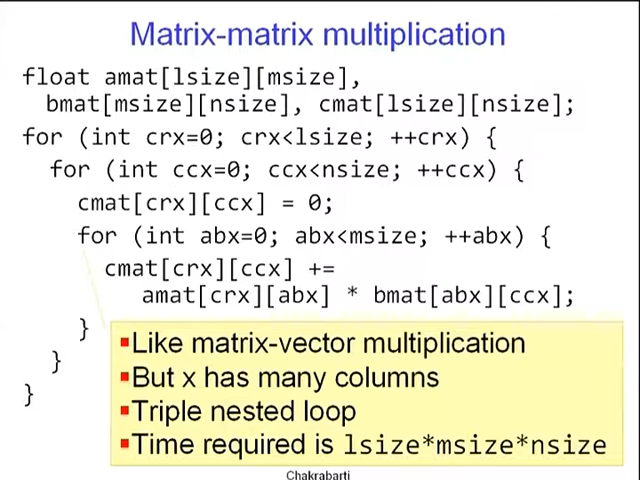 Matrix-matrix multiplication
float amat[lsize][msize],
bmat[msize][nsize], cmat[lsize][nsize];
for (int crx=0; crx<lsize; ++crx) {
for (int ccx=0; ccx<nsize; ++ccx) {
cmat[crx][ccx] = 0;
for (int abx=0; abx<msize; ++abx) {
cmat[crx][ccx] +=
amat[crx][abx] * bmat[abx][ccx];
}
}
}
▪Like matrix-vector multiplication
▪But x has many columns
▪Triple nested loop
▪Time required is lsize*msize*nsize
Chakrabarti